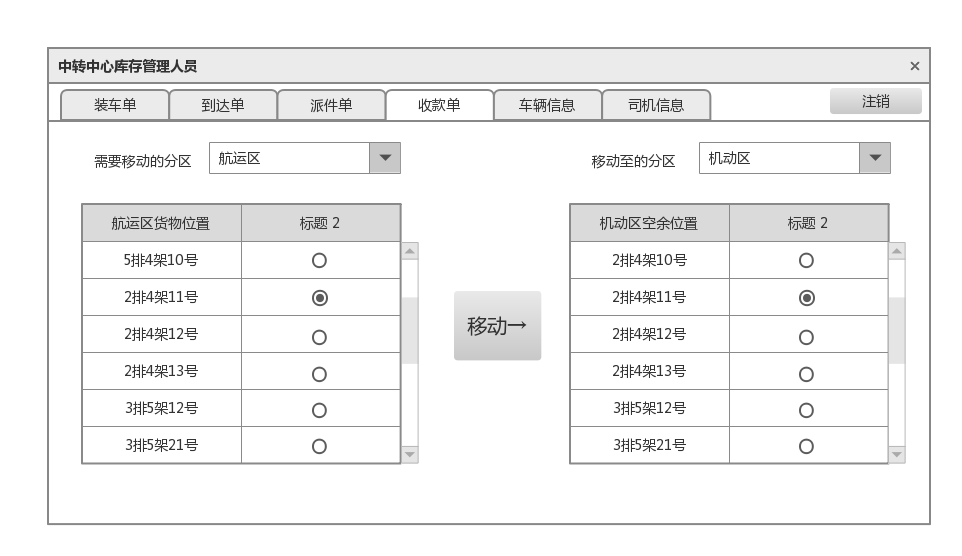 中转中心库存管理人员 ×
装车单 到达单 派件单 收款单 车辆信息 司机信息 注销
需要移动的分区 航运区 移动至的分区 机动区
航运区货物位置 标题 2 机动区空余位置 标题 2
5排4架10号 2排4架10号
2排4架11号 2排4架11号
2排4架12号 2排4架12号
移动→
2排4架13号 2排4架13号
3排5架12号 3排5架12号
3排5架21号 3排5架21号